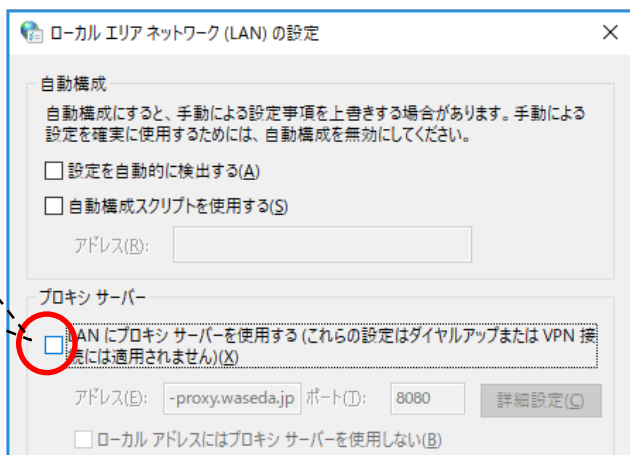 ローカル エリア ネットワーク (LAN) の設定
自動構成
自動構成にすると、手動による設定事項を上書きする場合があります。手動による
設定を確実に使用するためには、自動構成を無効にしてください。
設定を自動的に検出する(A)
自動構成スクリプトを使用する(S)
アドレス(R):
プロキシ サーバー
LAN にプロキシ サーバーを使用する (これらの設定はダイヤルアップまたは VPN 接
続には適用されません)(X)
アドレス(E): -proxy.waseda.jp ポート(T): 8080 詳細設定(C)
ローカル アドレスにはプロキシ サーバーを使用しない(B)